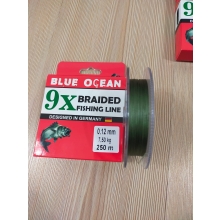 BLUE OCEAN
9X BRAIDED
FISHING LINE
DESIGNED IN GERMANY
0.12 mm
7.50 kg
250 m